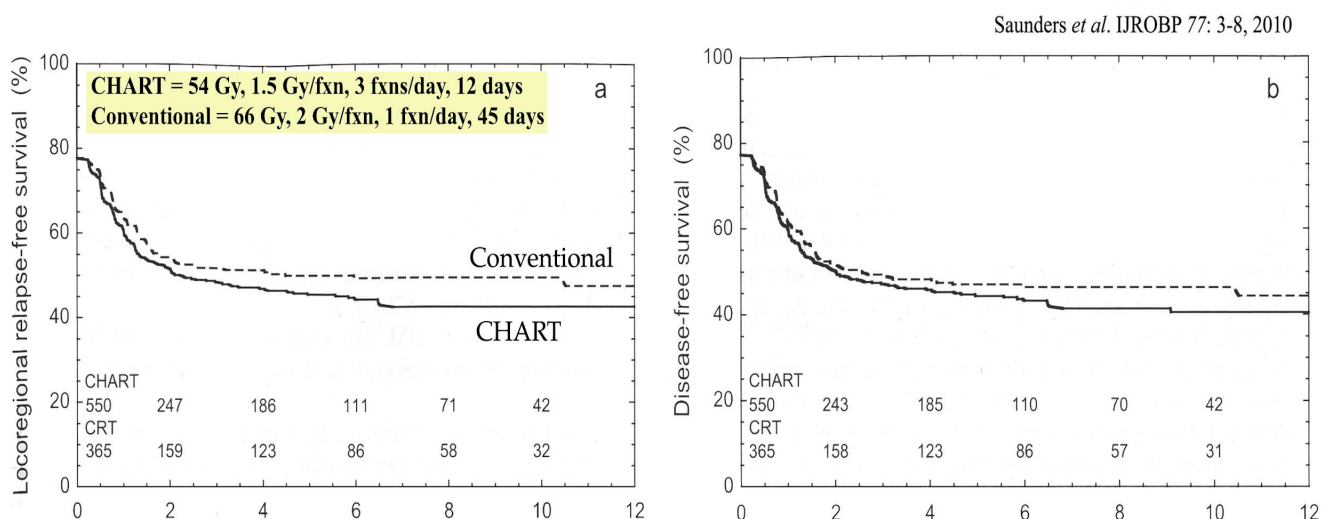 Saunders et al. IJROBP 77: 3-8, 2010
Locoregional relapse-free survival (%)
100
80
60
40
20
0
CHART = 54 Gy, 1.5 Gy/fxn, 3 fxns/day, 12 days
Conventional = 66 Gy, 2 Gy/fxn, 1 fxn/day, 45 days
a
Conventional
CHART
CHART
550 247 186 111 71 42
CRT
365 159 123 86 58 32
0 2 4 6 8 10 12
Disease-free survival (%)
100
80
60
40
20
0
b
CHART
550 243 185 110 70 42
CRT
365 158 123 86 57 31
0 2 4 6 8 10 12